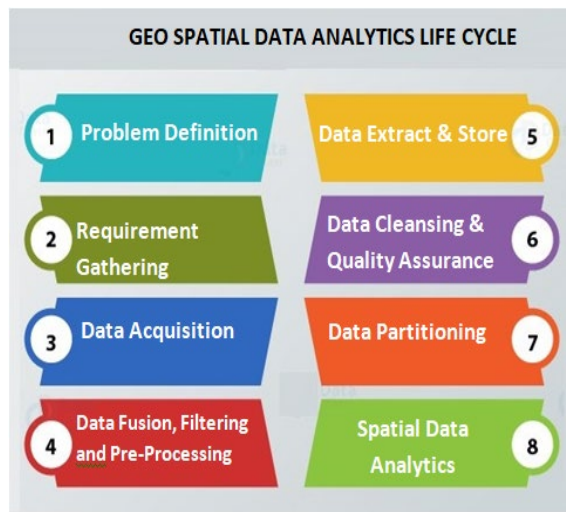 GEO SPATIAL DATA ANALYTICS LIFE CYCLE
1
Problem Definition
2
Requirement
Gathering
3
Data Acquisition
4
Data Fusion, Filtering
and Pre-Processing
Data Extract & Store
5
Data Cleansing &
Quality Assurance
6
Data Partitioning
7
Spatial Data
Analytics
8